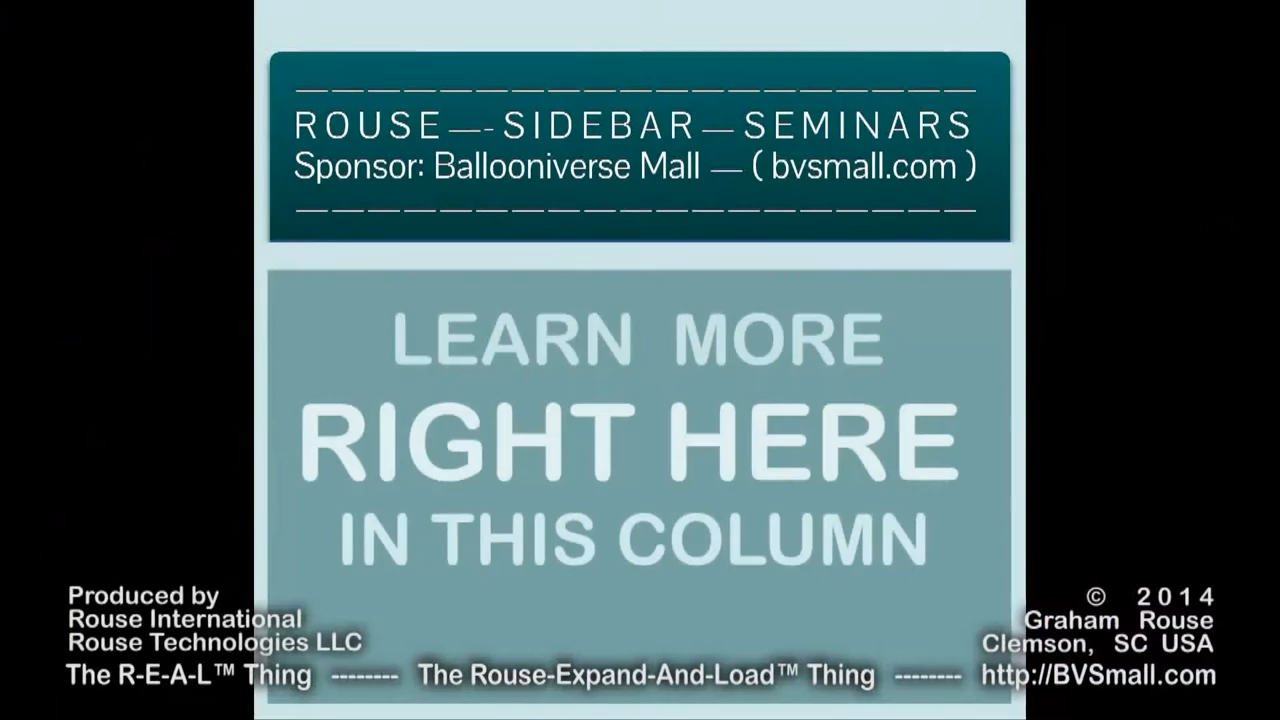 — — — — — — — — — — — — — — — — — — —
ROUSE —-- SIDEBAR — SEMINARS
Sponsor: Ballooniverse Mall — ( bvsmall.com )
— — — — — — — — — — — — — — — — — — —
LEARN MORE
RIGHT HERE
IN THIS COLUMN
Produced by
Rouse International
Rouse Technologies LLC
© 2014
Graham Rouse
Clemson, SC USA
The R-E-A-L™ Thing -------- The Rouse-Expand-And-Load™ Thing -------- http://BVSmall.com